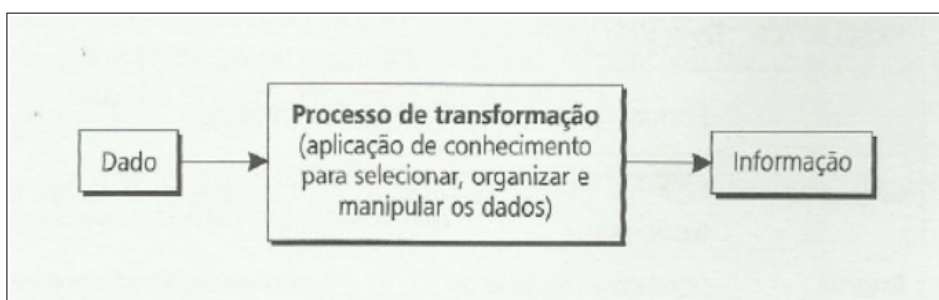 Dado
Processo de transformação
(aplicação de conhecimento
para selecionar, organizar e
manipular os dados)
Informação